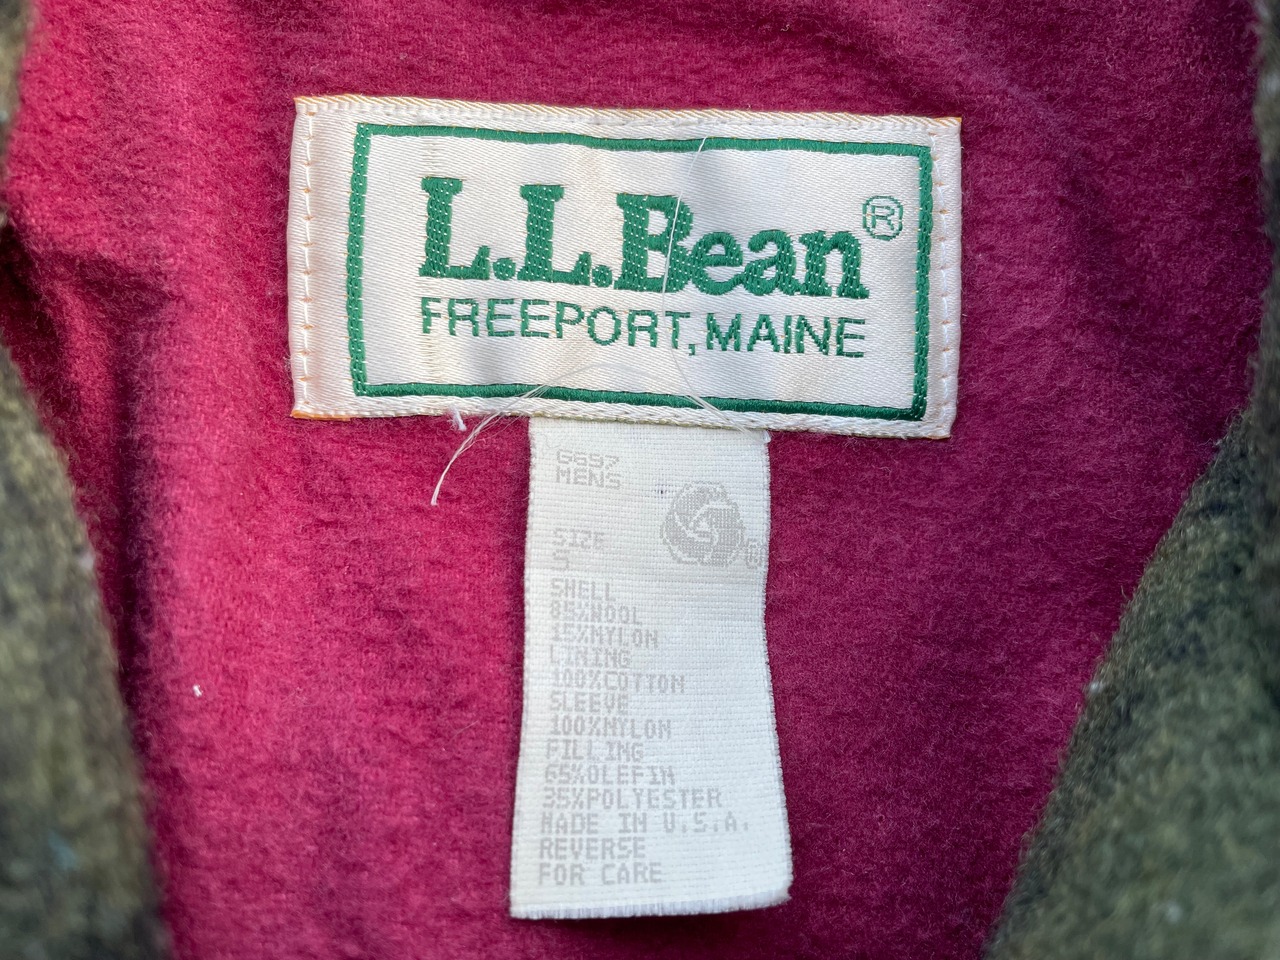 L.L.Bean®
FREEPORT, MAINE
G697
MENS
SIZE
S
®
SHELL
85%WOOL
15%NYLON
LINING
100%COTTON
SLEEVE
100%NYLON
FILLING
65%OLEFIN
35%POLYESTER
MADE IN U.S.A.
REVERSE
FOR CARE